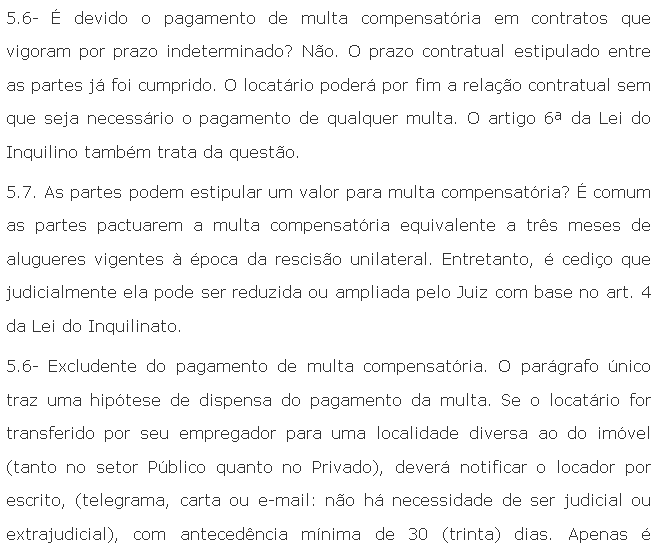 5.6- É devido o pagamento de multa compensatória em contratos que
vigoram por prazo indeterminado? Não. O prazo contratual estipulado entre
as partes já foi cumprido. O locatário poderá por fim a relação contratual sem
que seja necessário o pagamento de qualquer multa. O artigo 6ª da Lei do
Inquilino também trata da questão.
5.7. As partes podem estipular um valor para multa compensatória? É comum
as partes pactuarem a multa compensatória equivalente a três meses de
alugueres vigentes à época da rescisão unilateral. Entretanto, é cediço que
judicialmente ela pode ser reduzida ou ampliada pelo Juiz com base no art. 4
da Lei do Inquilinato.
5.6- Excludente do pagamento de multa compensatória. O parágrafo único
traz uma hipótese de dispensa do pagamento da multa. Se o locatário for
transferido por seu empregador para uma localidade diversa ao do imóvel
(tanto no setor Público quanto no Privado), deverá notificar o locador por
escrito, (telegrama, carta ou e-mail: não há necessidade de ser judicial ou
extrajudicial), com antecedência mínima de 30 (trinta) dias. Apenas é